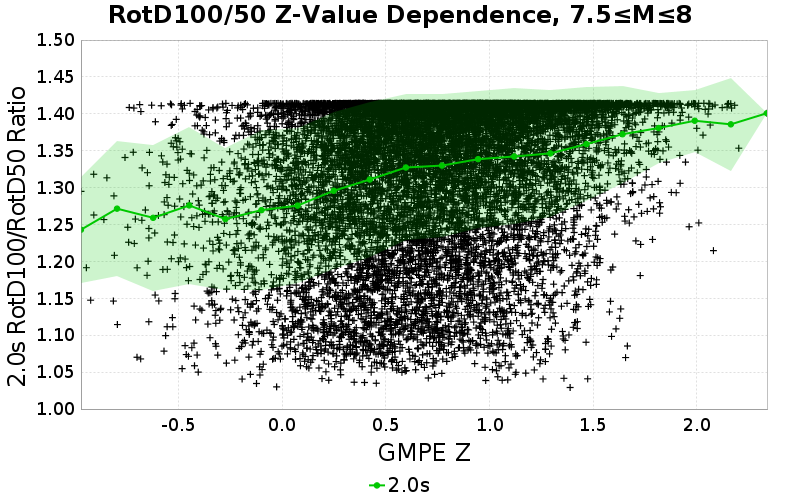 RotD100/50 Z-Value Dependence, 7.5≤M≤8
2.0s RotD100/RotD50 Ratio
1.50
1.45
1.40
1.35
1.30
1.25
1.20
1.15
1.10
1.05
1.00
-0.5 0.0 0.5 1.0 1.5 2.0
GMPE Z
2.0s